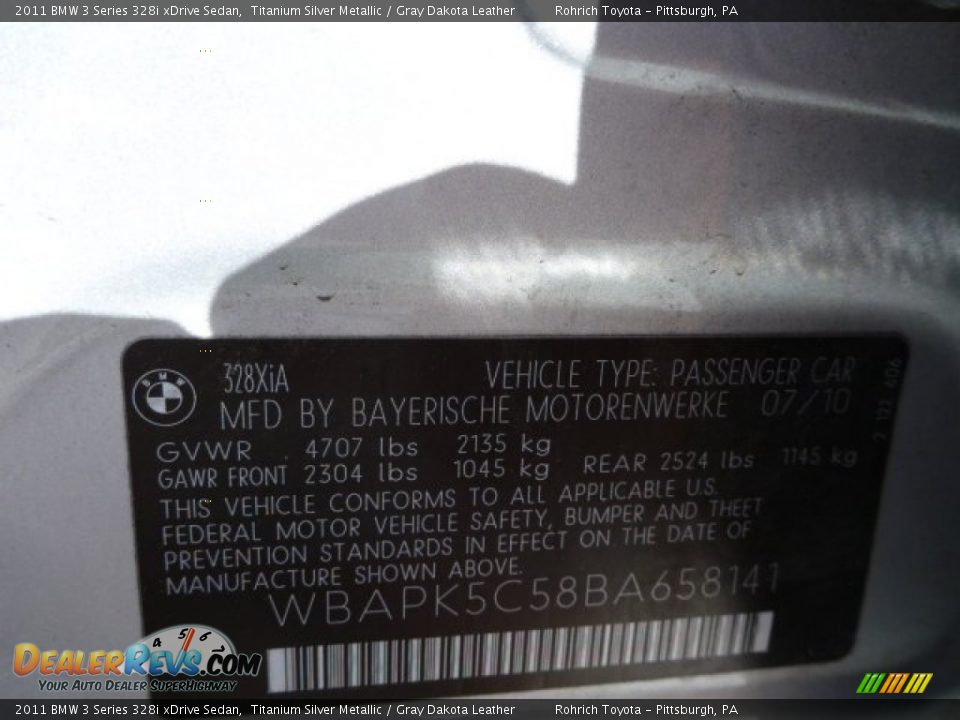 2011 BMW 3 Series 328i xDrive Sedan,  Titanium Silver Metallic / Gray Dakota Leather   Rohrich Toyota - Pittsburgh, PA
BMW
328XiA VEHICLE TYPE: PASSENGER CAR
MFD BY BAYERISCHE MOTORENWERKE 07/10
GVWR 4707 lbs 2135 kg
GAWR FRONT 2304 lbs 1045 kg REAR 2524 lbs 1145 kg
THIS VEHICLE CONFORMS TO ALL APPLICABLE U.S.
FEDERAL MOTOR VEHICLE SAFETY, BUMPER AND THEFT
PREVENTION STANDARDS IN EFFECT ON THE DATE OF
MANUFACTURE SHOWN ABOVE.
WBAPK5C58BA658141
4 5 6
DEALERREVS.COM
YOUR AUTO DEALER SUPERHIGHWAY
2011 BMW 3 Series 328i xDrive Sedan,  Titanium Silver Metallic / Gray Dakota Leather   Rohrich Toyota - Pittsburgh, PA